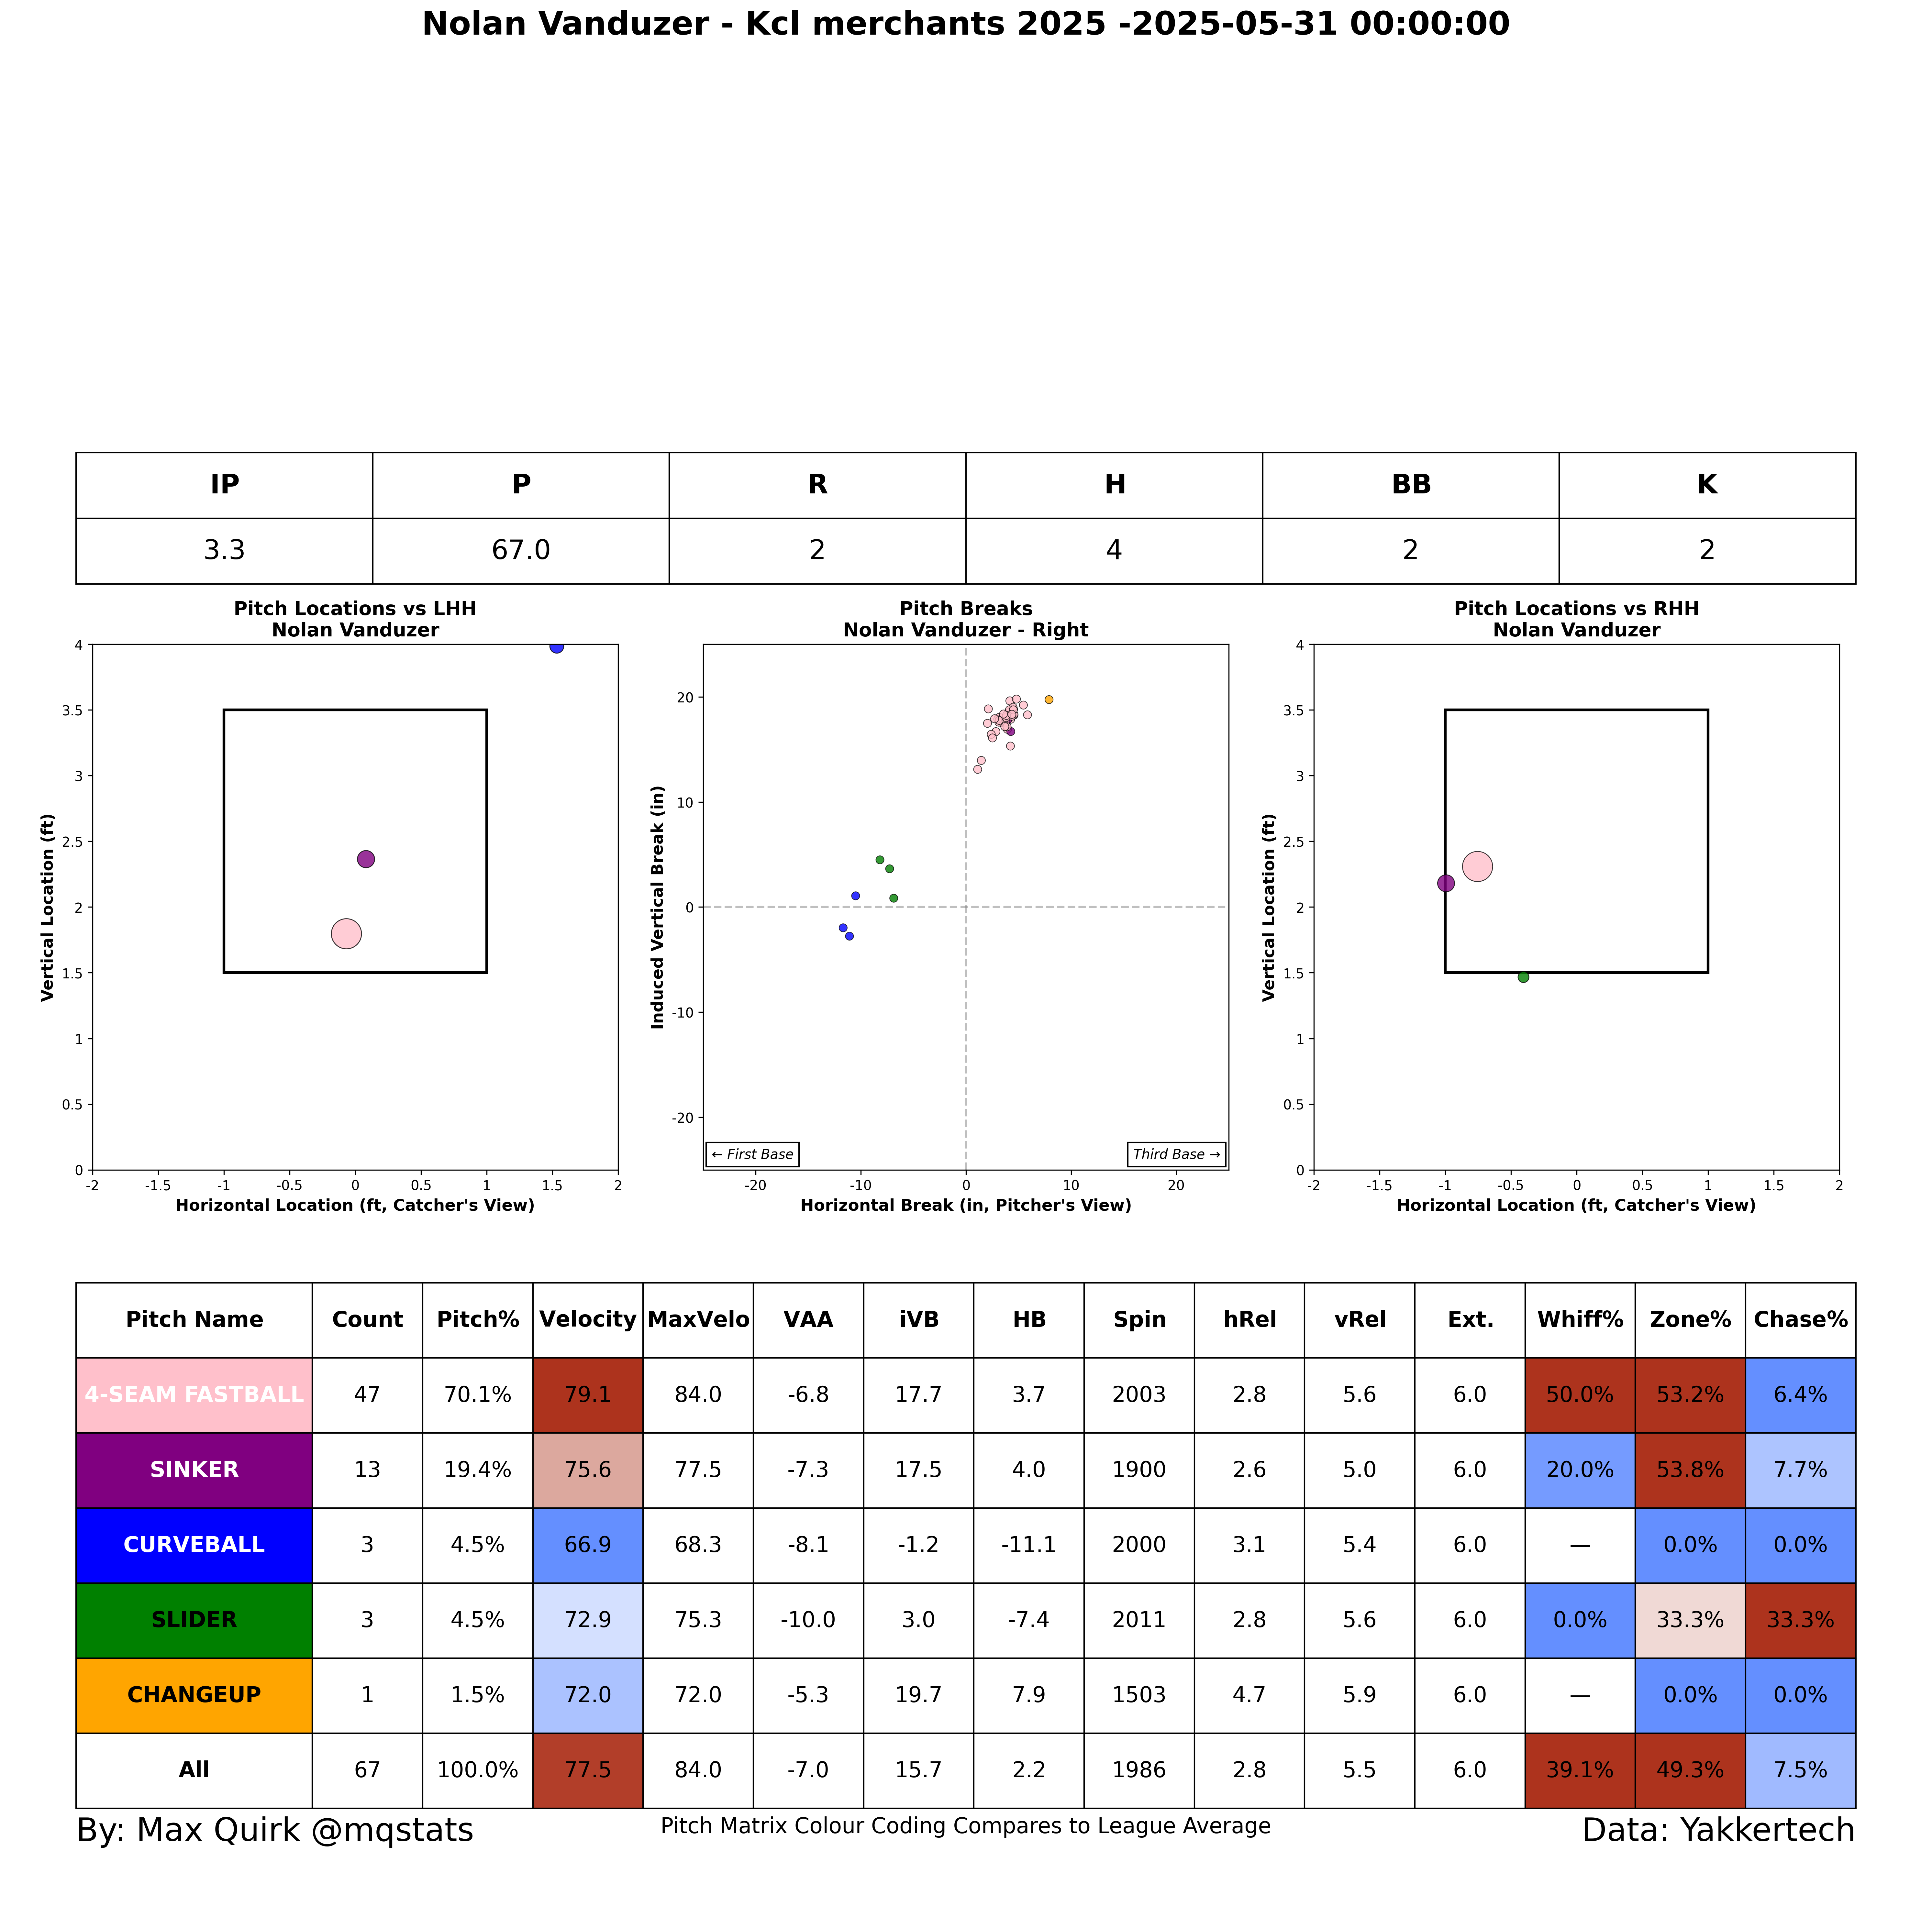 Nolan Vanduzer - Kcl merchants 2025 -2025-05-31 00:00:00
IP P R H BB K
3.3 67.0 2 4 2 2
Pitch Locations vs LHH
Nolan Vanduzer
4
3.5
3
2.5
2
1.5
1
0.5
0
Vertical Location (ft)
-2 -1.5 -1 -0.5 0 0.5 1 1.5 2
Horizontal Location (ft, Catcher's View)
Pitch Breaks
Nolan Vanduzer - Right
20
10
0
-10
-20
Induced Vertical Break (in)
← First Base
Third Base →
-20 -10 0 10 20
Horizontal Break (in, Pitcher's View)
Pitch Locations vs RHH
Nolan Vanduzer
4
3.5
3
2.5
2
1.5
1
0.5
0
Vertical Location (ft)
-2 -1.5 -1 -0.5 0 0.5 1 1.5 2
Horizontal Location (ft, Catcher's View)
Pitch Name Count Pitch% Velocity MaxVelo VAA iVB HB Spin hRel vRel Ext. Whiff% Zone% Chase%
4-SEAM FASTBALL 47 70.1% 79.1 84.0 -6.8 17.7 3.7 2003 2.8 5.6 6.0 50.0% 53.2% 6.4%
SINKER 13 19.4% 75.6 77.5 -7.3 17.5 4.0 1900 2.6 5.0 6.0 20.0% 53.8% 7.7%
CURVEBALL 3 4.5% 66.9 68.3 -8.1 -1.2 -11.1 2000 3.1 5.4 6.0 — 0.0% 0.0%
SLIDER 3 4.5% 72.9 75.3 -10.0 3.0 -7.4 2011 2.8 5.6 6.0 0.0% 33.3% 33.3%
CHANGEUP 1 1.5% 72.0 72.0 -5.3 19.7 7.9 1503 4.7 5.9 6.0 — 0.0% 0.0%
All 67 100.0% 77.5 84.0 -7.0 15.7 2.2 1986 2.8 5.5 6.0 39.1% 49.3% 7.5%
By: Max Quirk @mqstats
Pitch Matrix Colour Coding Compares to League Average
Data: Yakkertech